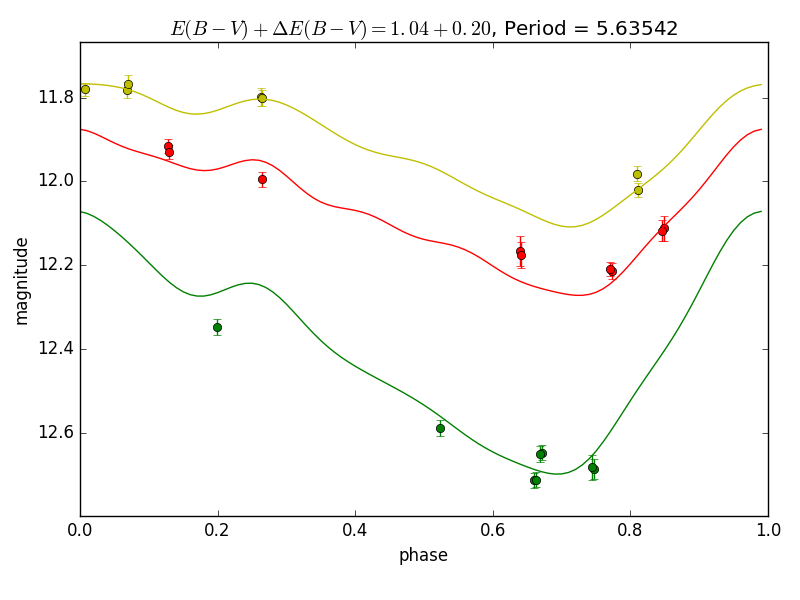 E(B − V) + ΔE(B − V) = 1.04 + 0.20, Period = 5.63542
11.8
12.0
12.2
12.4
12.6
magnitude
0.0 0.2 0.4 0.6 0.8 1.0
phase